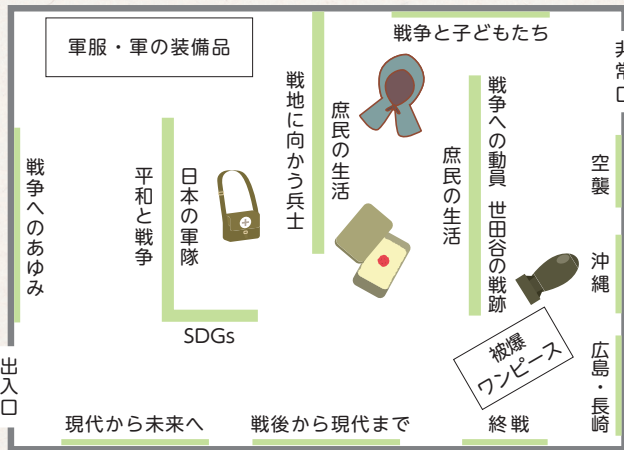 軍服・軍の装備品
戦争と子どもたち
非常口
戦争へのあゆみ
平和と戦争
日本の軍隊
SDGs
戦地に向かう兵士
庶民の生活
庶民の生活
戦争への動員 世田谷の戦跡
空襲
沖縄
広島・長崎
被爆
ワンピース
出入口
現代から未来へ
戦後から現代まで
終戦